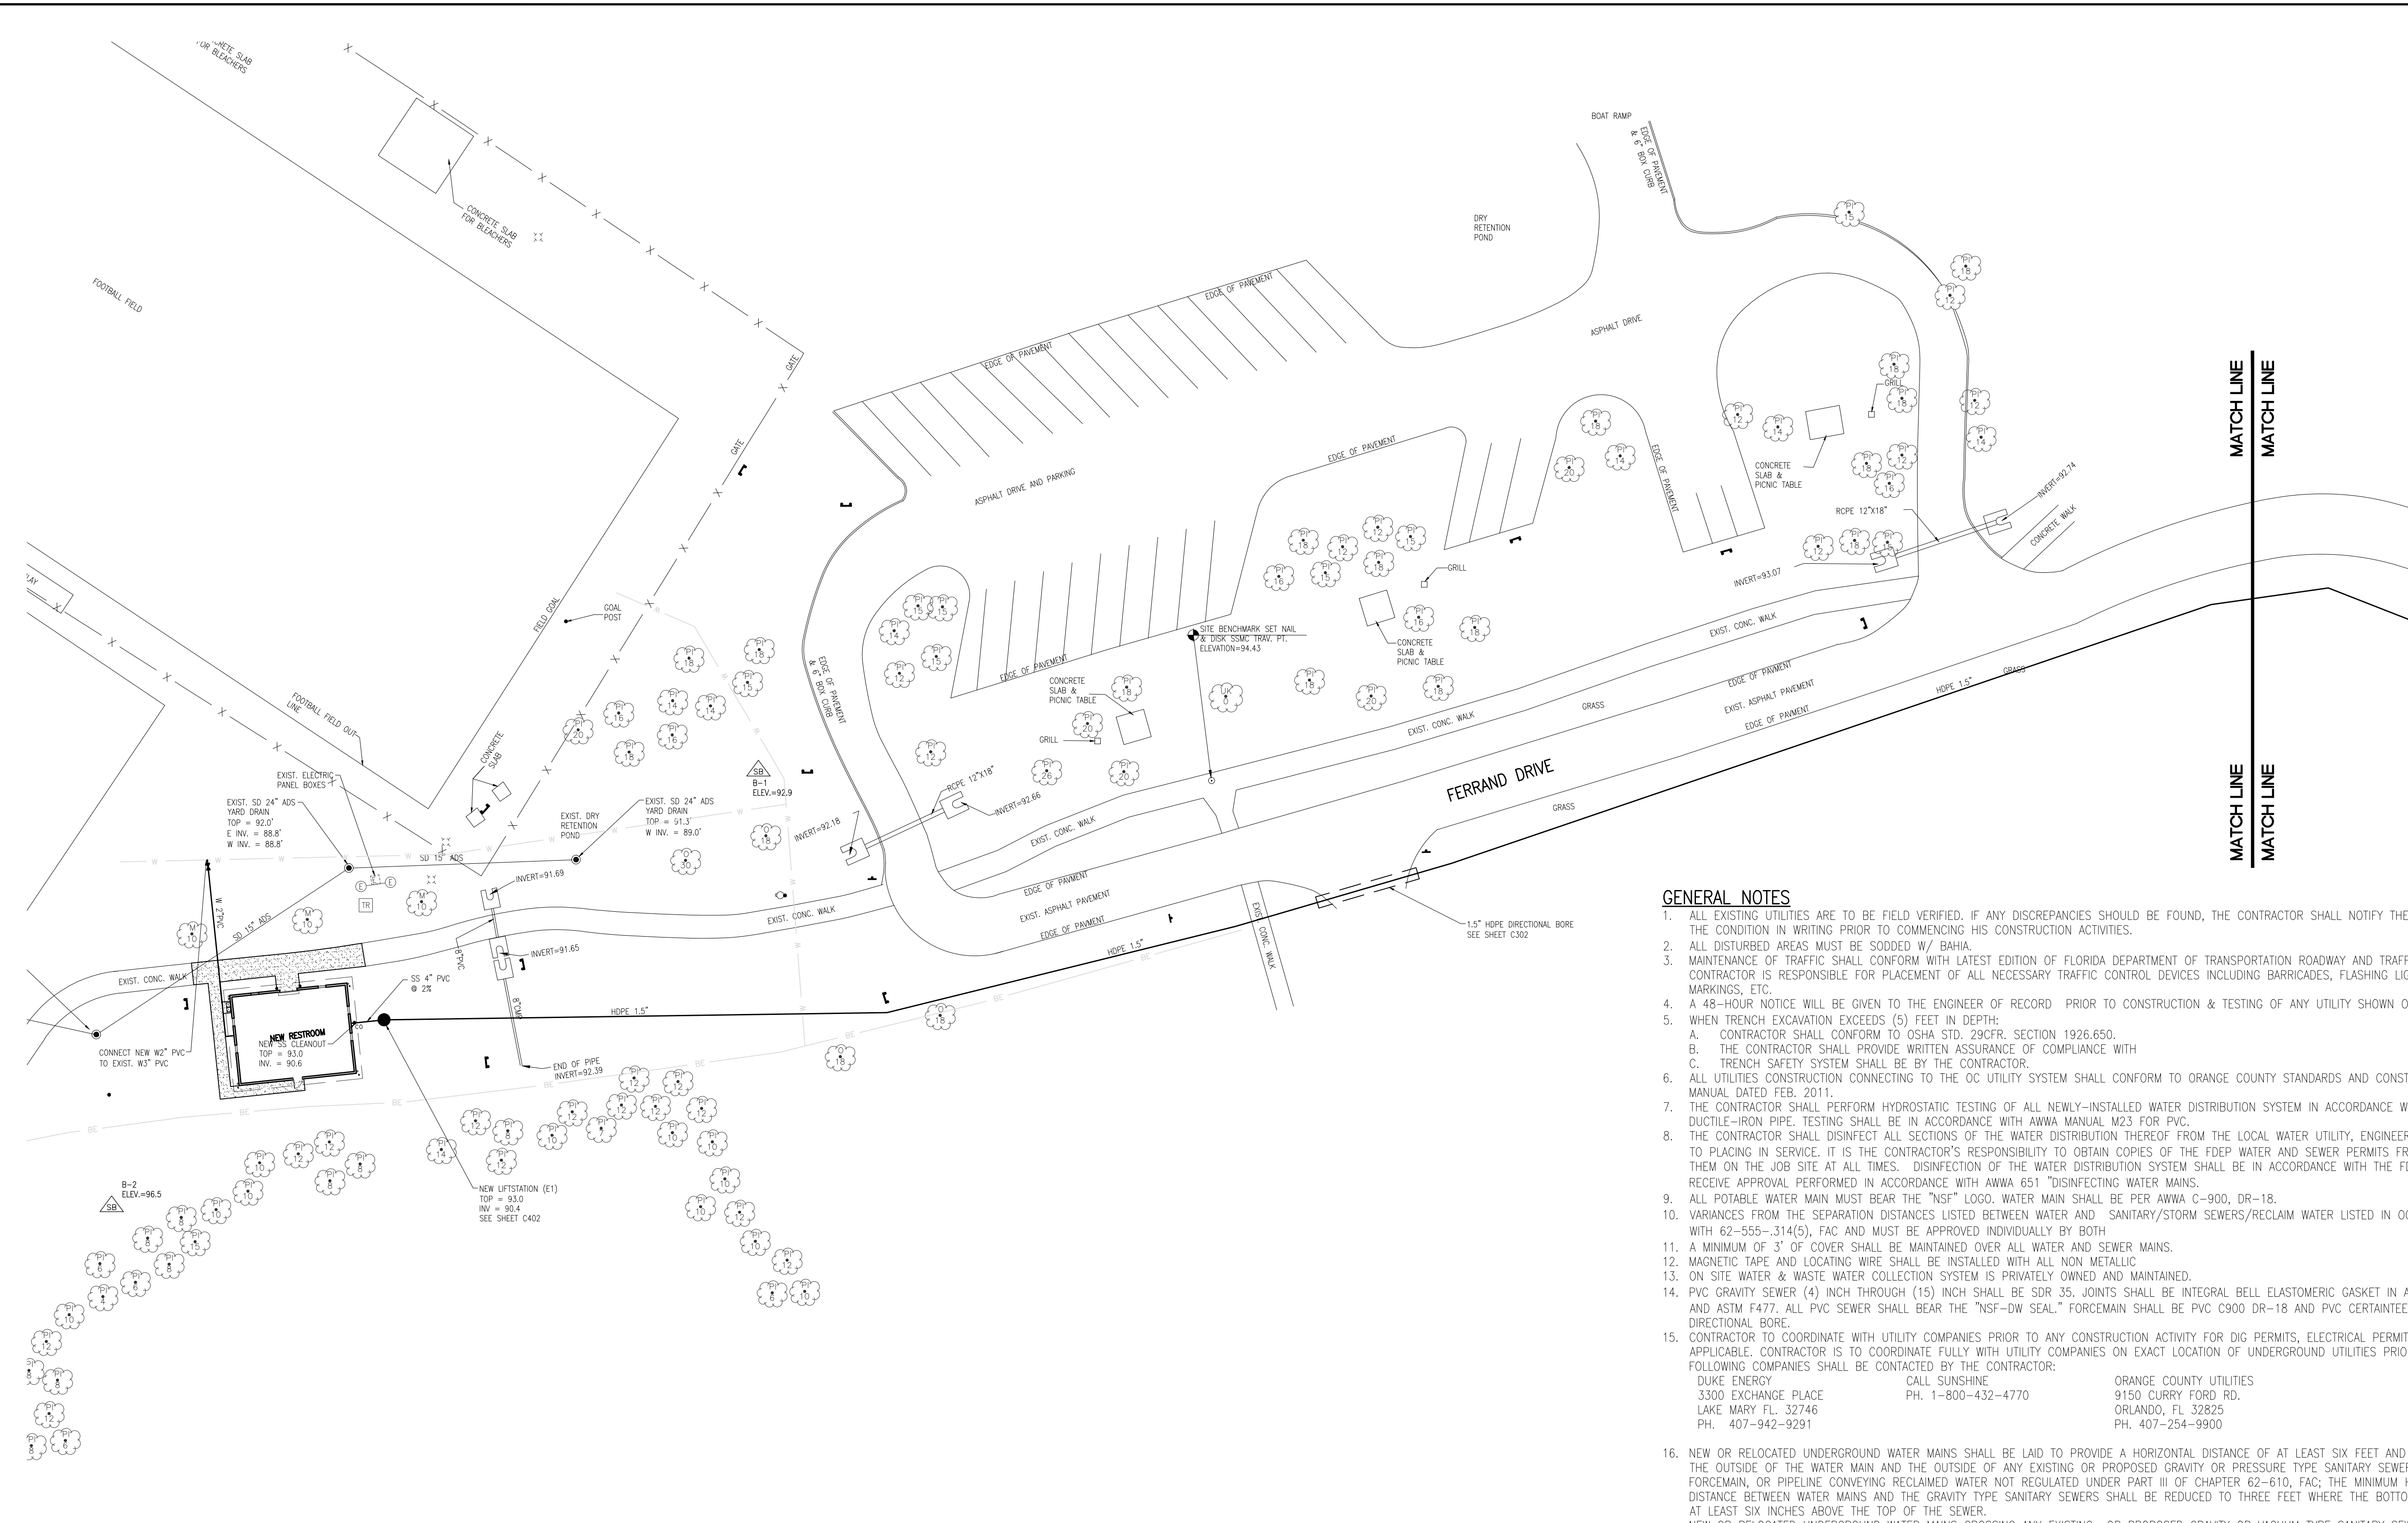 CONCRETE SLAB
FOR BLEACHERS
CONCRETE SLAB
FOR BLEACHERS
FOOTBALL FIELD
BOAT RAMP
EDGE OF PAVEMENT
& 6" BOX CURB
DRY
RETENTION
POND
EDGE OF PAVEMENT
EDGE OF PAVEMENT
ASPHALT DRIVE
GATE
GATE
ASPHALT DRIVE AND PARKING
EDGE OF PAVEMENT
EDGE OF PAVEMENT
CONCRETE
SLAB &
PICNIC TABLE
GRILL
RCPE 12"X18"
INVERT=92.74
CONCRETE WALK
INVERT=93.07
MATCH LINE
MATCH LINE
MATCH LINE
MATCH LINE
FIELD GOAL
GOAL
POST
GRILL
SITE BENCHMARK SET NAIL
& DISK SSMC TRAV. PT.
ELEVATION=94.43
CONCRETE
SLAB &
PICNIC TABLE
EXIST. CONC. WALK
EDGE OF PAVEMENT
& 6" BOX CURB
EDGE OF PAVEMENT
CONCRETE
SLAB &
PICNIC TABLE
GRILL
EDGE OF PAVMENT
EXIST. ASPHALT PAVEMENT
EDGE OF PAVMENT
HDPE 1.5"
GRASS
GRASS
EXIST. CONC. WALK
FERRAND DRIVE
GRASS
FOOTBALL FIELD OUT
LINE
CONCRETE
SLAB
EXIST. ELECTRIC
PANEL BOXES
EXIST. SD 24" ADS
YARD DRAIN
TOP = 92.0'
E INV. = 88.8'
W INV. = 88.8'
EXIST. DRY
RETENTION
POND
EXIST. SD 24" ADS
YARD DRAIN
TOP = 91.3'
W INV. = 89.0'
SB
B-1
ELEV.=92.9
INVERT=92.18
RCPE 12"X18"
INVERT=92.66
EXIST. CONC. WALK
EDGE OF PAVMENT
EXIST. ASPHALT PAVEMENT
EDGE OF PAVMENT
HDPE 1.5"
EXIST. CONC. WALK
1.5" HDPE DIRECTIONAL BORE
SEE SHEET C302
SD 15" ADS
SD 15" ADS
W 2"PVC
TR
INVERT=91.69
8"PVC
INVERT=91.65
8"CMP
EXIST. CONC. WALK
EXIST. CONC. WALK
SS 4" PVC
@ 2%
HDPE 1.5"
NEW RESTROOM
NEW SS CLEANOUT
TOP = 93.0
INV. = 90.6
CO
CONNECT NEW W2" PVC
TO EXIST. W3" PVC
END OF PIPE
INVERT=92.39
NEW LIFTSTATION (E1)
TOP = 93.0
INV = 90.4
SEE SHEET C402
B-2
ELEV.=96.5
SB
GENERAL NOTES
1. ALL EXISTING UTILITIES ARE TO BE FIELD VERIFIED. IF ANY DISCREPANCIES SHOULD BE FOUND, THE CONTRACTOR SHALL NOTIFY THE
THE CONDITION IN WRITING PRIOR TO COMMENCING HIS CONSTRUCTION ACTIVITIES.
2. ALL DISTURBED AREAS MUST BE SODDED W/ BAHIA.
3. MAINTENANCE OF TRAFFIC SHALL CONFORM WITH LATEST EDITION OF FLORIDA DEPARTMENT OF TRANSPORTATION ROADWAY AND TRAFF
CONTRACTOR IS RESPONSIBLE FOR PLACEMENT OF ALL NECESSARY TRAFFIC CONTROL DEVICES INCLUDING BARRICADES, FLASHING LIG
MARKINGS, ETC.
4. A 48-HOUR NOTICE WILL BE GIVEN TO THE ENGINEER OF RECORD PRIOR TO CONSTRUCTION & TESTING OF ANY UTILITY SHOWN O
5. WHEN TRENCH EXCAVATION EXCEEDS (5) FEET IN DEPTH:
A. CONTRACTOR SHALL CONFORM TO OSHA STD. 29CFR. SECTION 1926.650.
B. THE CONTRACTOR SHALL PROVIDE WRITTEN ASSURANCE OF COMPLIANCE WITH
C. TRENCH SAFETY SYSTEM SHALL BE BY THE CONTRACTOR.
6. ALL UTILITIES CONSTRUCTION CONNECTING TO THE OC UTILITY SYSTEM SHALL CONFORM TO ORANGE COUNTY STANDARDS AND CONST
MANUAL DATED FEB. 2011.
7. THE CONTRACTOR SHALL PERFORM HYDROSTATIC TESTING OF ALL NEWLY-INSTALLED WATER DISTRIBUTION SYSTEM IN ACCORDANCE W
DUCTILE-IRON PIPE. TESTING SHALL BE IN ACCORDANCE WITH AWWA MANUAL M23 FOR PVC.
8. THE CONTRACTOR SHALL DISINFECT ALL SECTIONS OF THE WATER DISTRIBUTION THEREOF FROM THE LOCAL WATER UTILITY, ENGINEER
TO PLACING IN SERVICE. IT IS THE CONTRACTOR'S RESPONSIBILITY TO OBTAIN COPIES OF THE FDEP WATER AND SEWER PERMITS FR
THEM ON THE JOB SITE AT ALL TIMES. DISINFECTION OF THE WATER DISTRIBUTION SYSTEM SHALL BE IN ACCORDANCE WITH THE FD
RECEIVE APPROVAL PERFORMED IN ACCORDANCE WITH AWWA 651 "DISINFECTING WATER MAINS.
9. ALL POTABLE WATER MAIN MUST BEAR THE "NSF" LOGO. WATER MAIN SHALL BE PER AWWA C-900, DR-18.
10. VARIANCES FROM THE SEPARATION DISTANCES LISTED BETWEEN WATER AND SANITARY/STORM SEWERS/RECLAIM WATER LISTED IN OC
WITH 62-555-.314(5), FAC AND MUST BE APPROVED INDIVIDUALLY BY BOTH
11. A MINIMUM OF 3' OF COVER SHALL BE MAINTAINED OVER ALL WATER AND SEWER MAINS.
12. MAGNETIC TAPE AND LOCATING WIRE SHALL BE INSTALLED WITH ALL NON METALLIC
13. ON SITE WATER & WASTE WATER COLLECTION SYSTEM IS PRIVATELY OWNED AND MAINTAINED.
14. PVC GRAVITY SEWER (4) INCH THROUGH (15) INCH SHALL BE SDR 35. JOINTS SHALL BE INTEGRAL BELL ELASTOMERIC GASKET IN A
AND ASTM F477. ALL PVC SEWER SHALL BEAR THE "NSF-DW SEAL." FORCEMAIN SHALL BE PVC C900 DR-18 AND PVC CERTAINTEE
DIRECTIONAL BORE.
15. CONTRACTOR TO COORDINATE WITH UTILITY COMPANIES PRIOR TO ANY CONSTRUCTION ACTIVITY FOR DIG PERMITS, ELECTRICAL PERMIT
APPLICABLE. CONTRACTOR IS TO COORDINATE FULLY WITH UTILITY COMPANIES ON EXACT LOCATION OF UNDERGROUND UTILITIES PRIO
FOLLOWING COMPANIES SHALL BE CONTACTED BY THE CONTRACTOR:
DUKE ENERGY CALL SUNSHINE ORANGE COUNTY UTILITIES
3300 EXCHANGE PLACE PH. 1-800-432-4770 9150 CURRY FORD RD.
LAKE MARY FL. 32746 ORLANDO, FL 32825
PH. 407-942-9291 PH. 407-254-9900
16. NEW OR RELOCATED UNDERGROUND WATER MAINS SHALL BE LAID TO PROVIDE A HORIZONTAL DISTANCE OF AT LEAST SIX FEET AND
THE OUTSIDE OF THE WATER MAIN AND THE OUTSIDE OF ANY EXISTING OR PROPOSED GRAVITY OR PRESSURE TYPE SANITARY SEWER
FORCEMAIN, OR PIPELINE CONVEYING RECLAIMED WATER NOT REGULATED UNDER PART III OF CHAPTER 62-610, FAC; THE MINIMUM H
DISTANCE BETWEEN WATER MAINS AND THE GRAVITY TYPE SANITARY SEWERS SHALL BE REDUCED TO THREE FEET WHERE THE BOTTO
AT LEAST SIX INCHES ABOVE THE TOP OF THE SEWER.